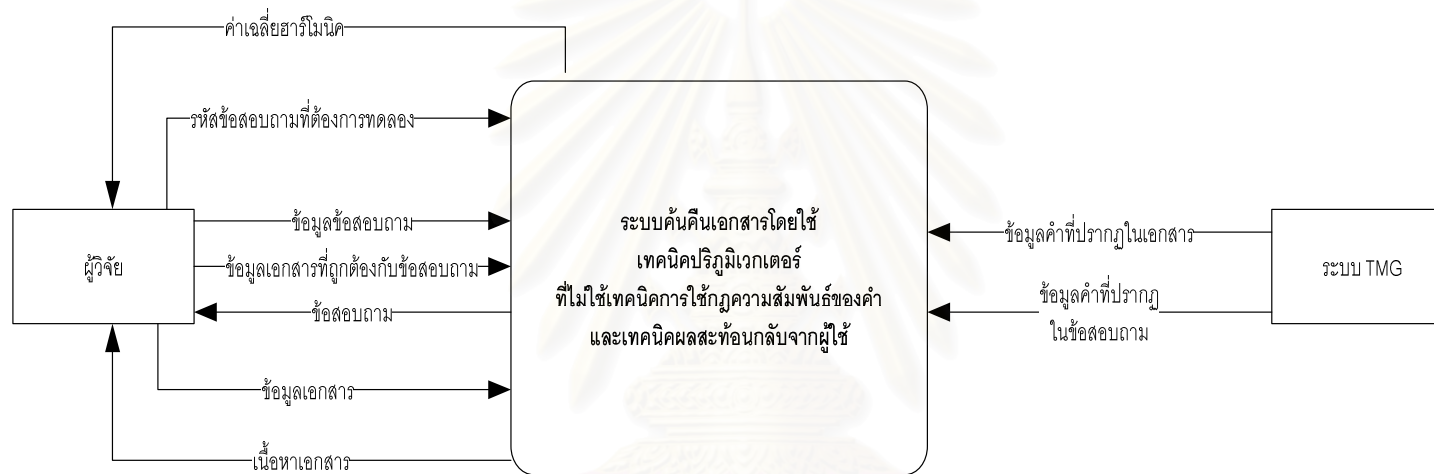 ค่าเฉลี่ยฮาร์โมนิค
รหัสข้อสอบถามที่ต้องการทดลอง
ข้อมูลข้อสอบถาม
ผู้วิจัย
ข้อมูลเอกสารที่ถูกต้องกับข้อสอบถาม
ข้อสอบถาม
ข้อมูลเอกสาร
เนื้อหาเอกสาร
ระบบค้นคืนเอกสารโดยใช้
เทคนิคปริภูมิเวกเตอร์
ที่ไม่ใช้เทคนิคการใช้กฎความสัมพันธ์ของคำ
และเทคนิคผลสะท้อนกลับจากผู้ใช้
ข้อมูลคำที่ปรากฏในเอกสาร
ข้อมูลคำที่ปรากฏ
ในข้อสอบถาม
ระบบ TMG